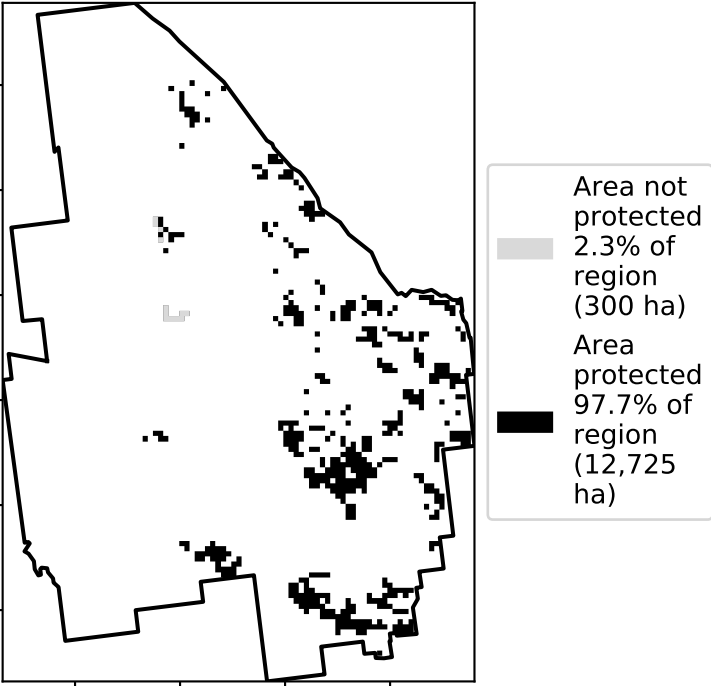 Area not
protected
2.3% of
region
(300 ha)
Area
protected
97.7% of
region
(12,725
ha)